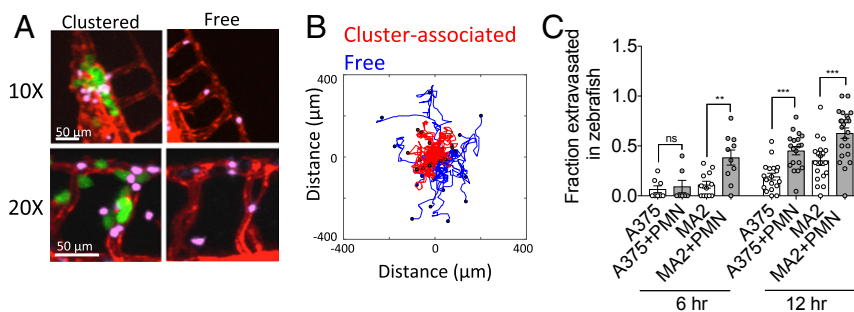 A
Clustered
Free
10X
50 µm
20X
50 µm
B
Cluster-associated
Free
Distance (µm)
400
0
-400
-400
0
400
Distance (µm)
C
Fraction extravasated
in zebrafish
1.5
1.0
0.5
0.0
ns
**
***
***
A375
A375+PMN
MA2
MA2+PMN
A375
A375+PMN
MA2
MA2+PMN
6 hr
12 hr